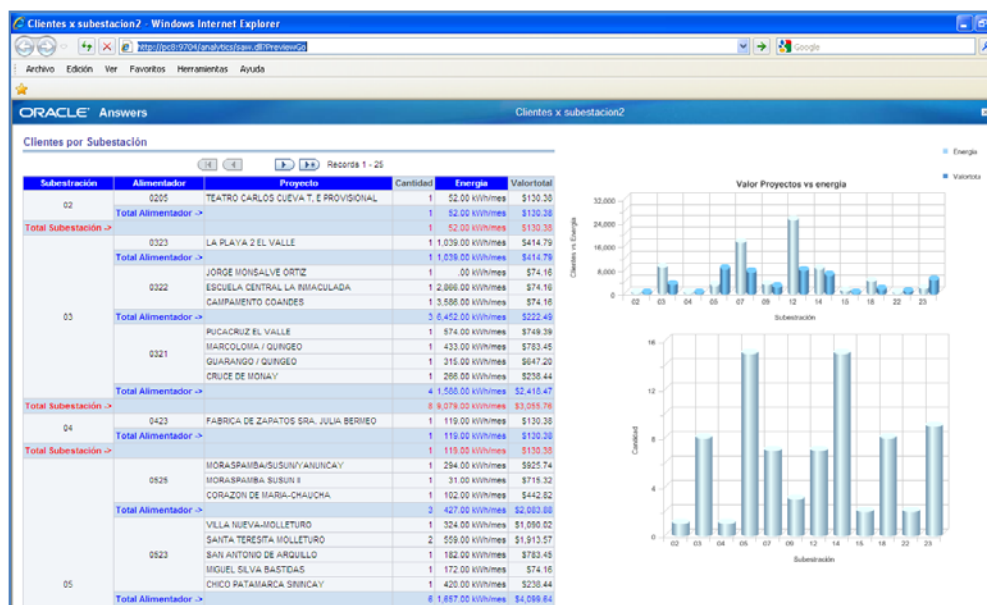 Clientes x subestacion2 - Windows Internet Explorer
http://pc8:9704/analytics/saw.dll?PreviewGo
Google
Archivo Edición Ver Favoritos Herramientas Ayuda
ORACLE Answers Clientes x subestacion2
Clientes por Subestación
Records 1 - 25
Subestración Alimentador Proyecto Cantidad Energia Valortotal
02 0205 TEATRO CARLOS CUEVA T, E PROVISIONAL 1 52.00 kWh/mes $130.38
Total Alimentador -> 1 52.00 kWh/mes $130.38
Total Subestación -> 1 52.00 kWh/mes $130.38
03 0323 LA PLAYA 2 EL VALLE 1 1,039.00 kWh/mes $414.79
Total Alimentador -> 1 1,039.00 kWh/mes $414.79
0322 JORGE MONSALVE ORTIZ 1 .00 kWh/mes $74.16
ESCUELA CENTRAL LA INMACULADA 1 2,866.00 kWh/mes $74.16
CAMPAMENTO COANDES 1 3,586.00 kWh/mes $74.16
Total Alimentador -> 3 6,452.00 kWh/mes $222.49
0321 PUCACRUZ EL VALLE 1 574.00 kWh/mes $749.39
MARCOLOMA / QUINGEO 1 433.00 kWh/mes $783.45
GUARANGO / QUINGEO 1 315.00 kWh/mes $647.20
CRUCE DE MONAY 1 266.00 kWh/mes $238.44
Total Alimentador -> 4 1,588.00 kWh/mes $2,418.47
Total Subestación -> 8 9,079.00 kWh/mes $3,055.76
04 0423 FABRICA DE ZAPATOS SRA. JULIA BERMEO 1 119.00 kWh/mes $130.38
Total Alimentador -> 1 119.00 kWh/mes $130.38
Total Subestación -> 1 119.00 kWh/mes $130.38
05 0525 MORASPAMBA/SUSUN/YANUNCAY 1 294.00 kWh/mes $925.74
MORASPAMBA SUSUN II 1 31.00 kWh/mes $715.32
CORAZON DE MARIA-CHAUCHA 1 102.00 kWh/mes $442.82
Total Alimentador -> 3 427.00 kWh/mes $2,083.88
0523 VILLA NUEVA-MOLLETURO 1 324.00 kWh/mes $1,090.02
SANTA TERESITA MOLLETURO 2 559.00 kWh/mes $1,913.57
SAN ANTONIO DE ARQUILLO 1 182.00 kWh/mes $783.45
MIGUEL SILVA BASTIDAS 1 172.00 kWh/mes $74.16
CHICO PATAMARCA SININCAY 1 420.00 kWh/mes $238.44
Total Alimentador -> 6 1,657.00 kWh/mes $4,099.64
Energia
Valortota
Valor Proyectos vs energia
Clientes vs Energia
32,000
24,000
16,000
8,000
0
02 03 04 05 07 09 12 14 15 18 22 23
Subestración
Cantidad
16
12
8
4
0
02 03 04 05 07 09 12 14 15 18 22 23
Subestración